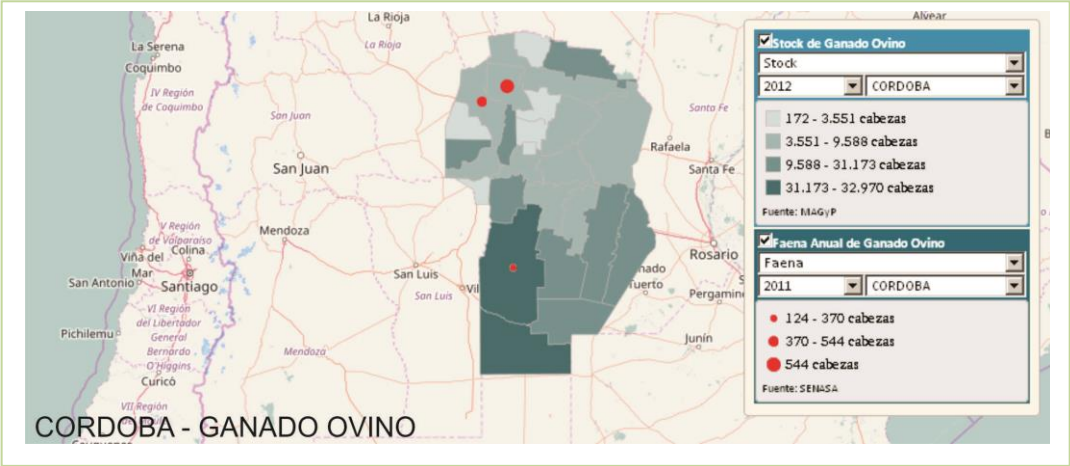 La Rioja
Alvear
La Serena
La Rioja
Coquimbo
IV Región
de Coquimbo
San Juan
Santa Fe
Rafaela
San Juan
Santa Fe
Mendoza
V Región
de Valparaíso
Viña del
Colina
Mar
San Antonio
Santiago
San Luis
San Luis
Rosario
Pergamin
VI Región
del Libertador
General
Bernardo
O'Higgins
Pichilemu
Mendoza
Junín
Curicó
VII Región
CORDOBA - GANADO OVINO
Stock de Ganado Ovino
Stock
2012 CORDOBA
172 - 3.551 cabezas
3.551 - 9.588 cabezas
9.588 - 31.173 cabezas
31.173 - 32.970 cabezas
Fuente: MAGyP
Faena Anual de Ganado Ovino
Faena
2011 CORDOBA
124 - 370 cabezas
370 - 544 cabezas
544 cabezas
Fuente: SENASA